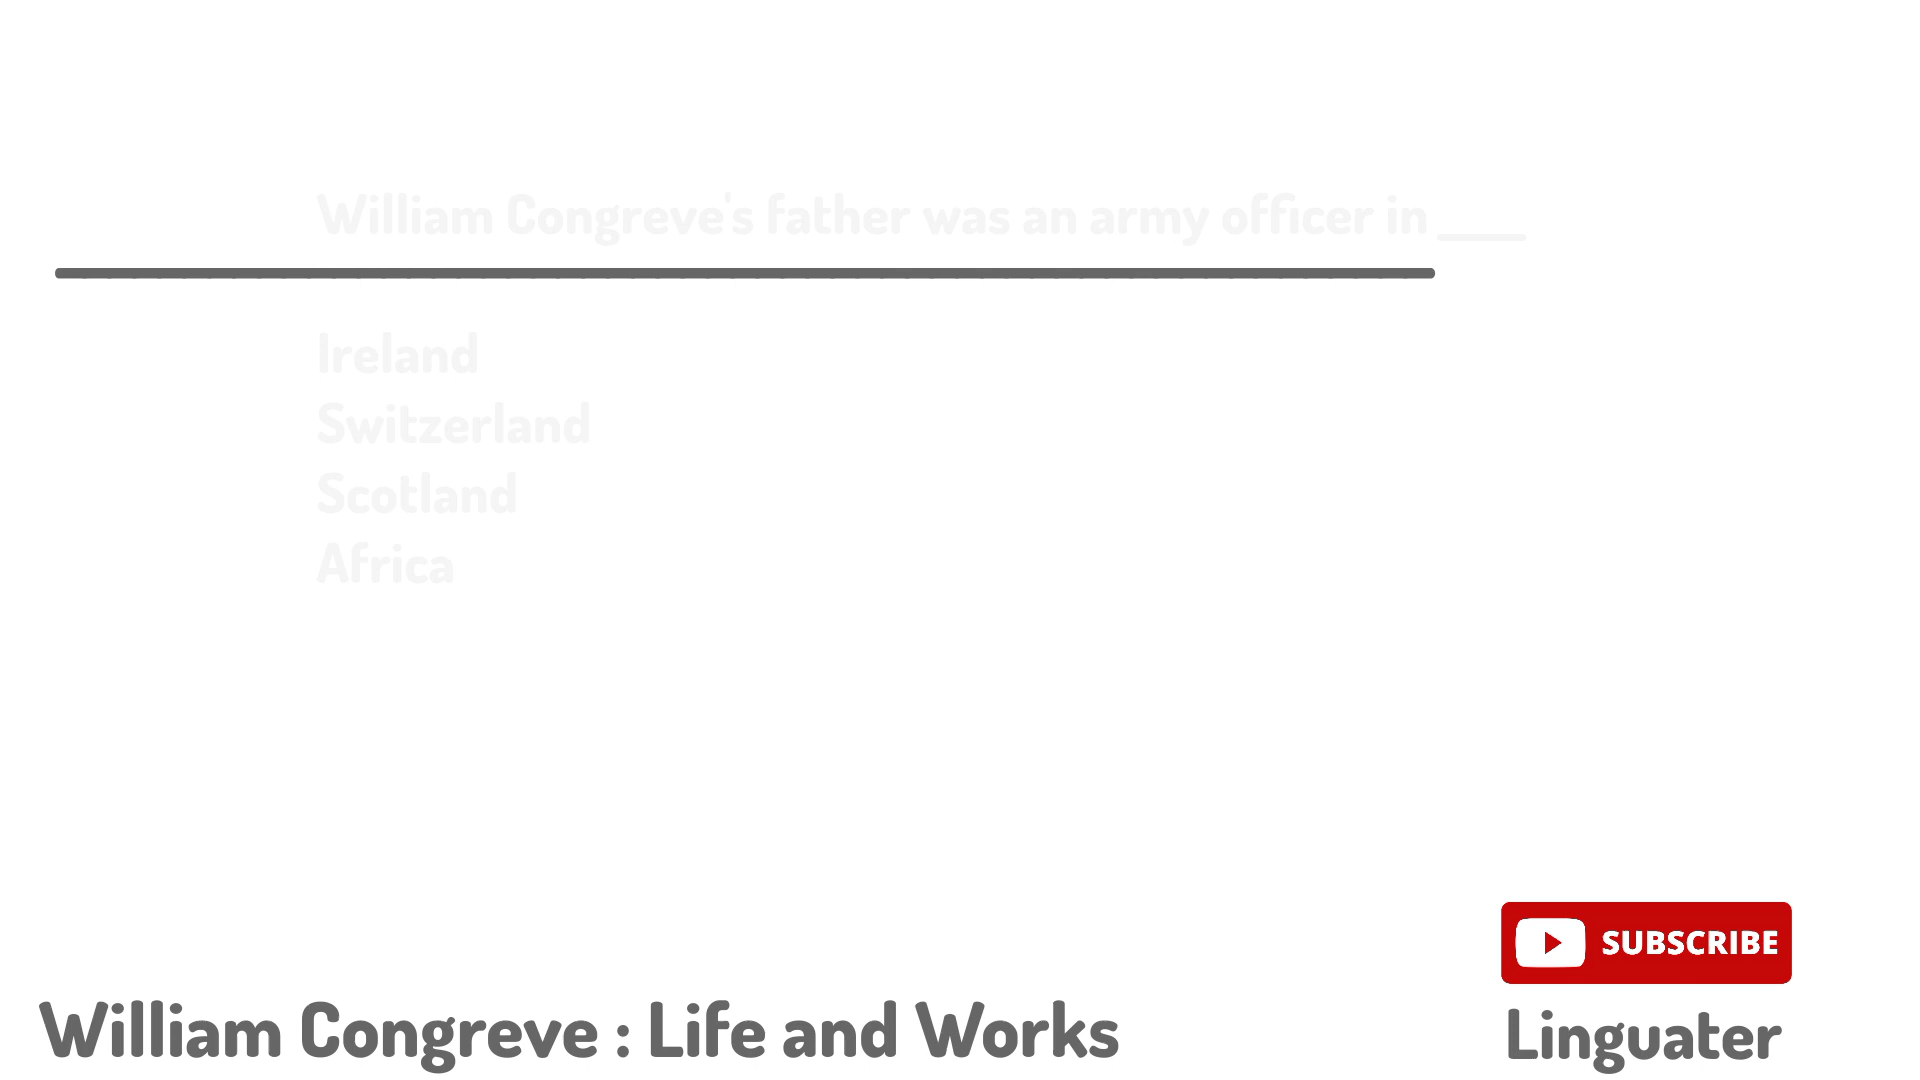 William Congreve's father was an army officer in ____
Ireland
Switzerland
Scotland
Africa
SUBSCRIBE
William Congreve : Life and Works
Linguater